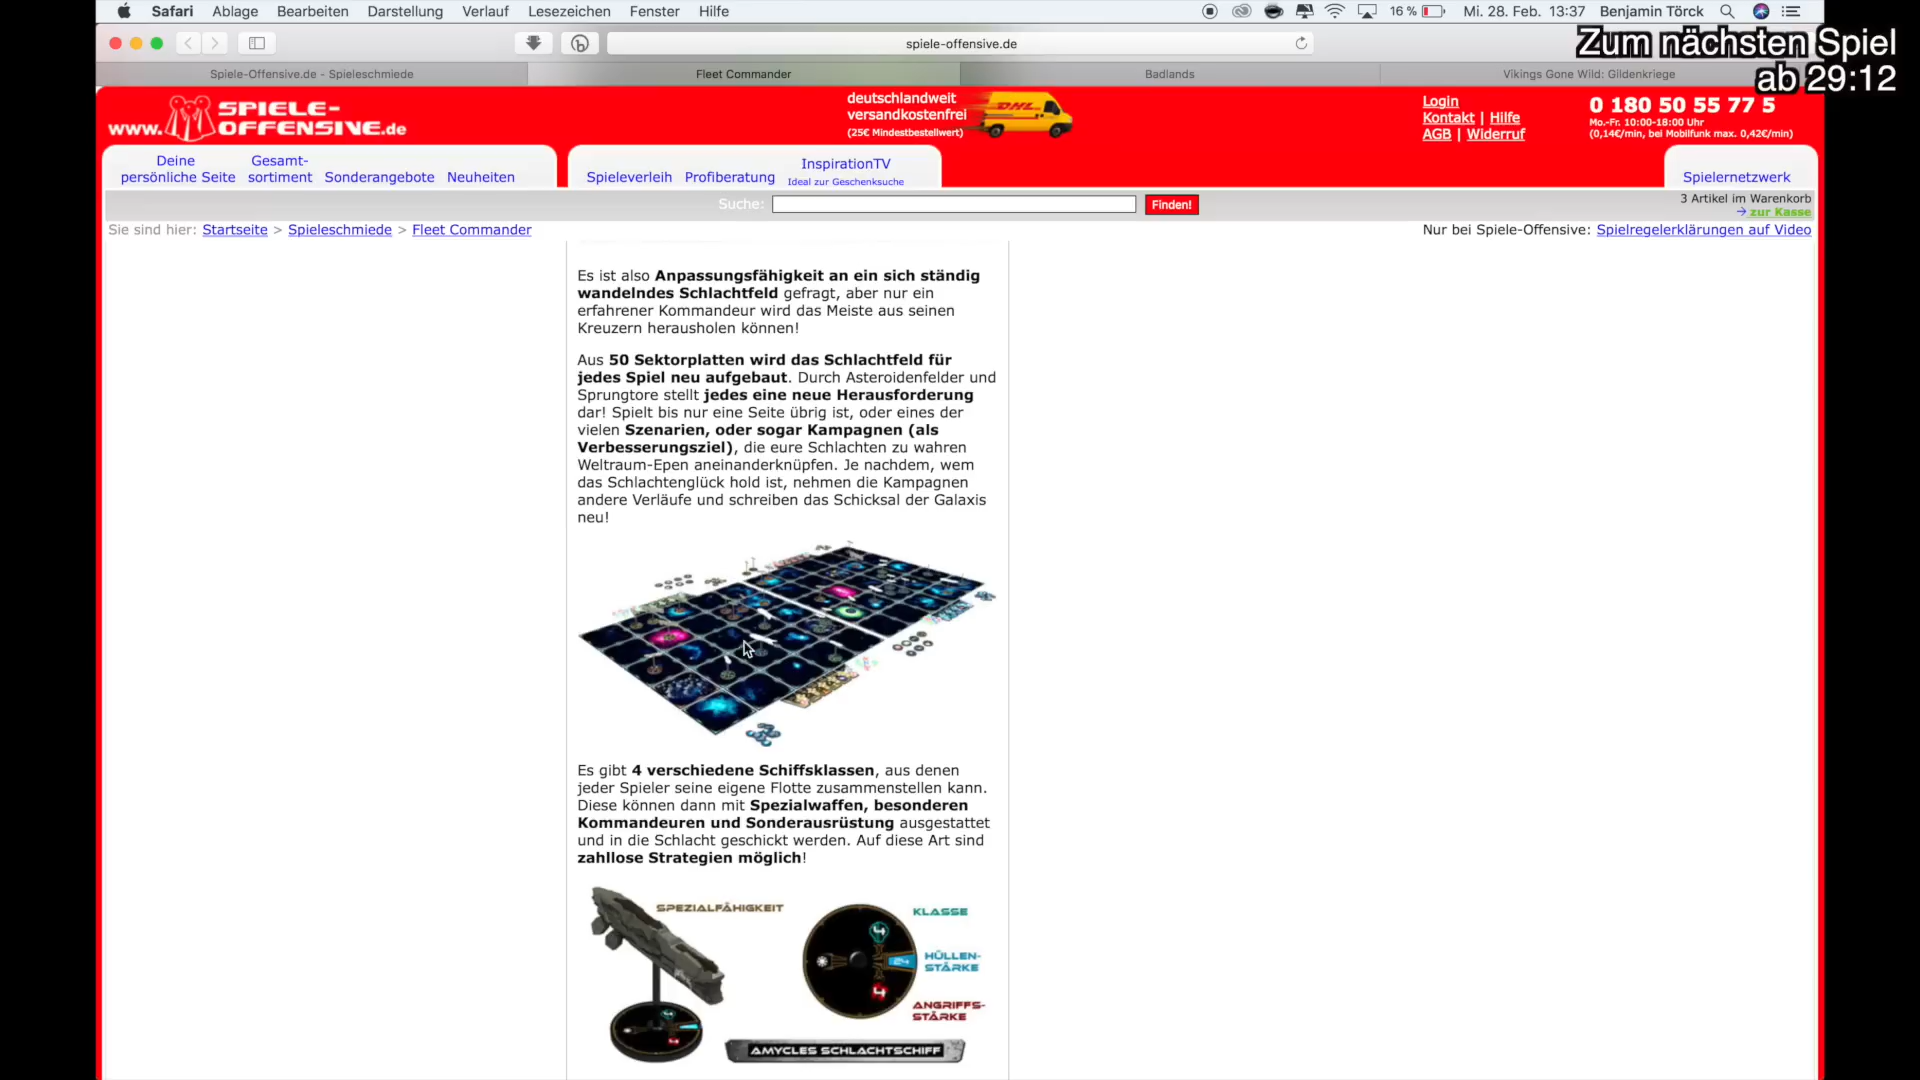 Safari Ablage Bearbeiten Darstellung Verlauf Lesezeichen Fenster Hilfe 16 % Mi. 28. Feb. 13:37 Benjamin Törck
spiele-offensive.de
Zum nächsten Spiel
ab 29:12
Spiele-Offensive.de - Spieleschmiede Fleet Commander Badlands Vikings Gone Wild: Gildenkriege
www. SPIELE-
OFFENSIVE.de
deutschlandweit
versandkostenfrei
(25€ Mindestbestellwert)
DHL
Login
Kontakt | Hilfe
AGB | Widerruf
0 180 50 55 77 5
Mo.-Fr. 10:00-18:00 Uhr
(0,14€/min, bei Mobilfunk max. 0,42€/min)
Deine
persönliche Seite
Gesamt-
sortiment
Sonderangebote
Neuheiten
Spieleverleih
Profiberatung
InspirationTV
Ideal zur Geschenksuche
Spielernetzwerk
Suche:
Finden!
3 Artikel im Warenkorb
zur Kasse
Sie sind hier: Startseite > Spieleschmiede > Fleet Commander
Nur bei Spiele-Offensive: Spielregelerklärungen auf Video
Es ist also Anpassungsfähigkeit an ein sich ständig
wandelndes Schlachtfeld gefragt, aber nur ein
erfahrener Kommandeur wird das Meiste aus seinen
Kreuzern herausholen können!
Aus 50 Sektorplatten wird das Schlachtfeld für
jedes Spiel neu aufgebaut. Durch Asteroidenfelder und
Sprungtore stellt jedes eine neue Herausforderung
dar! Spielt bis nur eine Seite übrig ist, oder eines der
vielen Szenarien, oder sogar Kampagnen (als
Verbesserungsziel), die eure Schlachten zu wahren
Weltraum-Epen aneinanderknüpfen. Je nachdem, wem
das Schlachtenglück hold ist, nehmen die Kampagnen
andere Verläufe und schreiben das Schicksal der Galaxis
neu!
Es gibt 4 verschiedene Schiffsklassen, aus denen
jeder Spieler seine eigene Flotte zusammenstellen kann.
Diese können dann mit Spezialwaffen, besonderen
Kommandeuren und Sonderausrüstung ausgestattet
und in die Schlacht geschickt werden. Auf diese Art sind
zahllose Strategien möglich!
SPEZIALFÄHIGKEIT
KLASSE
4
HÜLLEN-
STÄRKE
24
4
ANGRIFFS-
STÄRKE
AMYCLES SCHLACHTSCHIFF